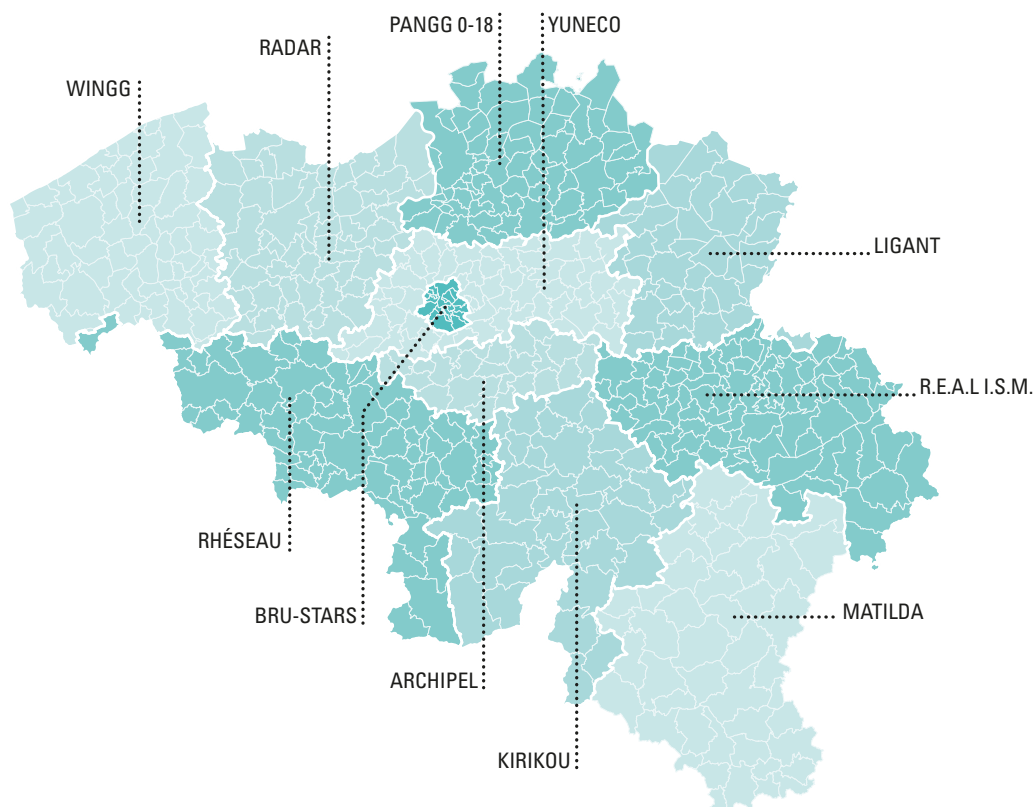 PANGG 0-18
YUNECO
RADAR
WINGG
LIGANT
R.E.A.L I.S.M.
RHÉSEAU
BRU-STARS
MATILDA
ARCHIPEL
KIRIKOU